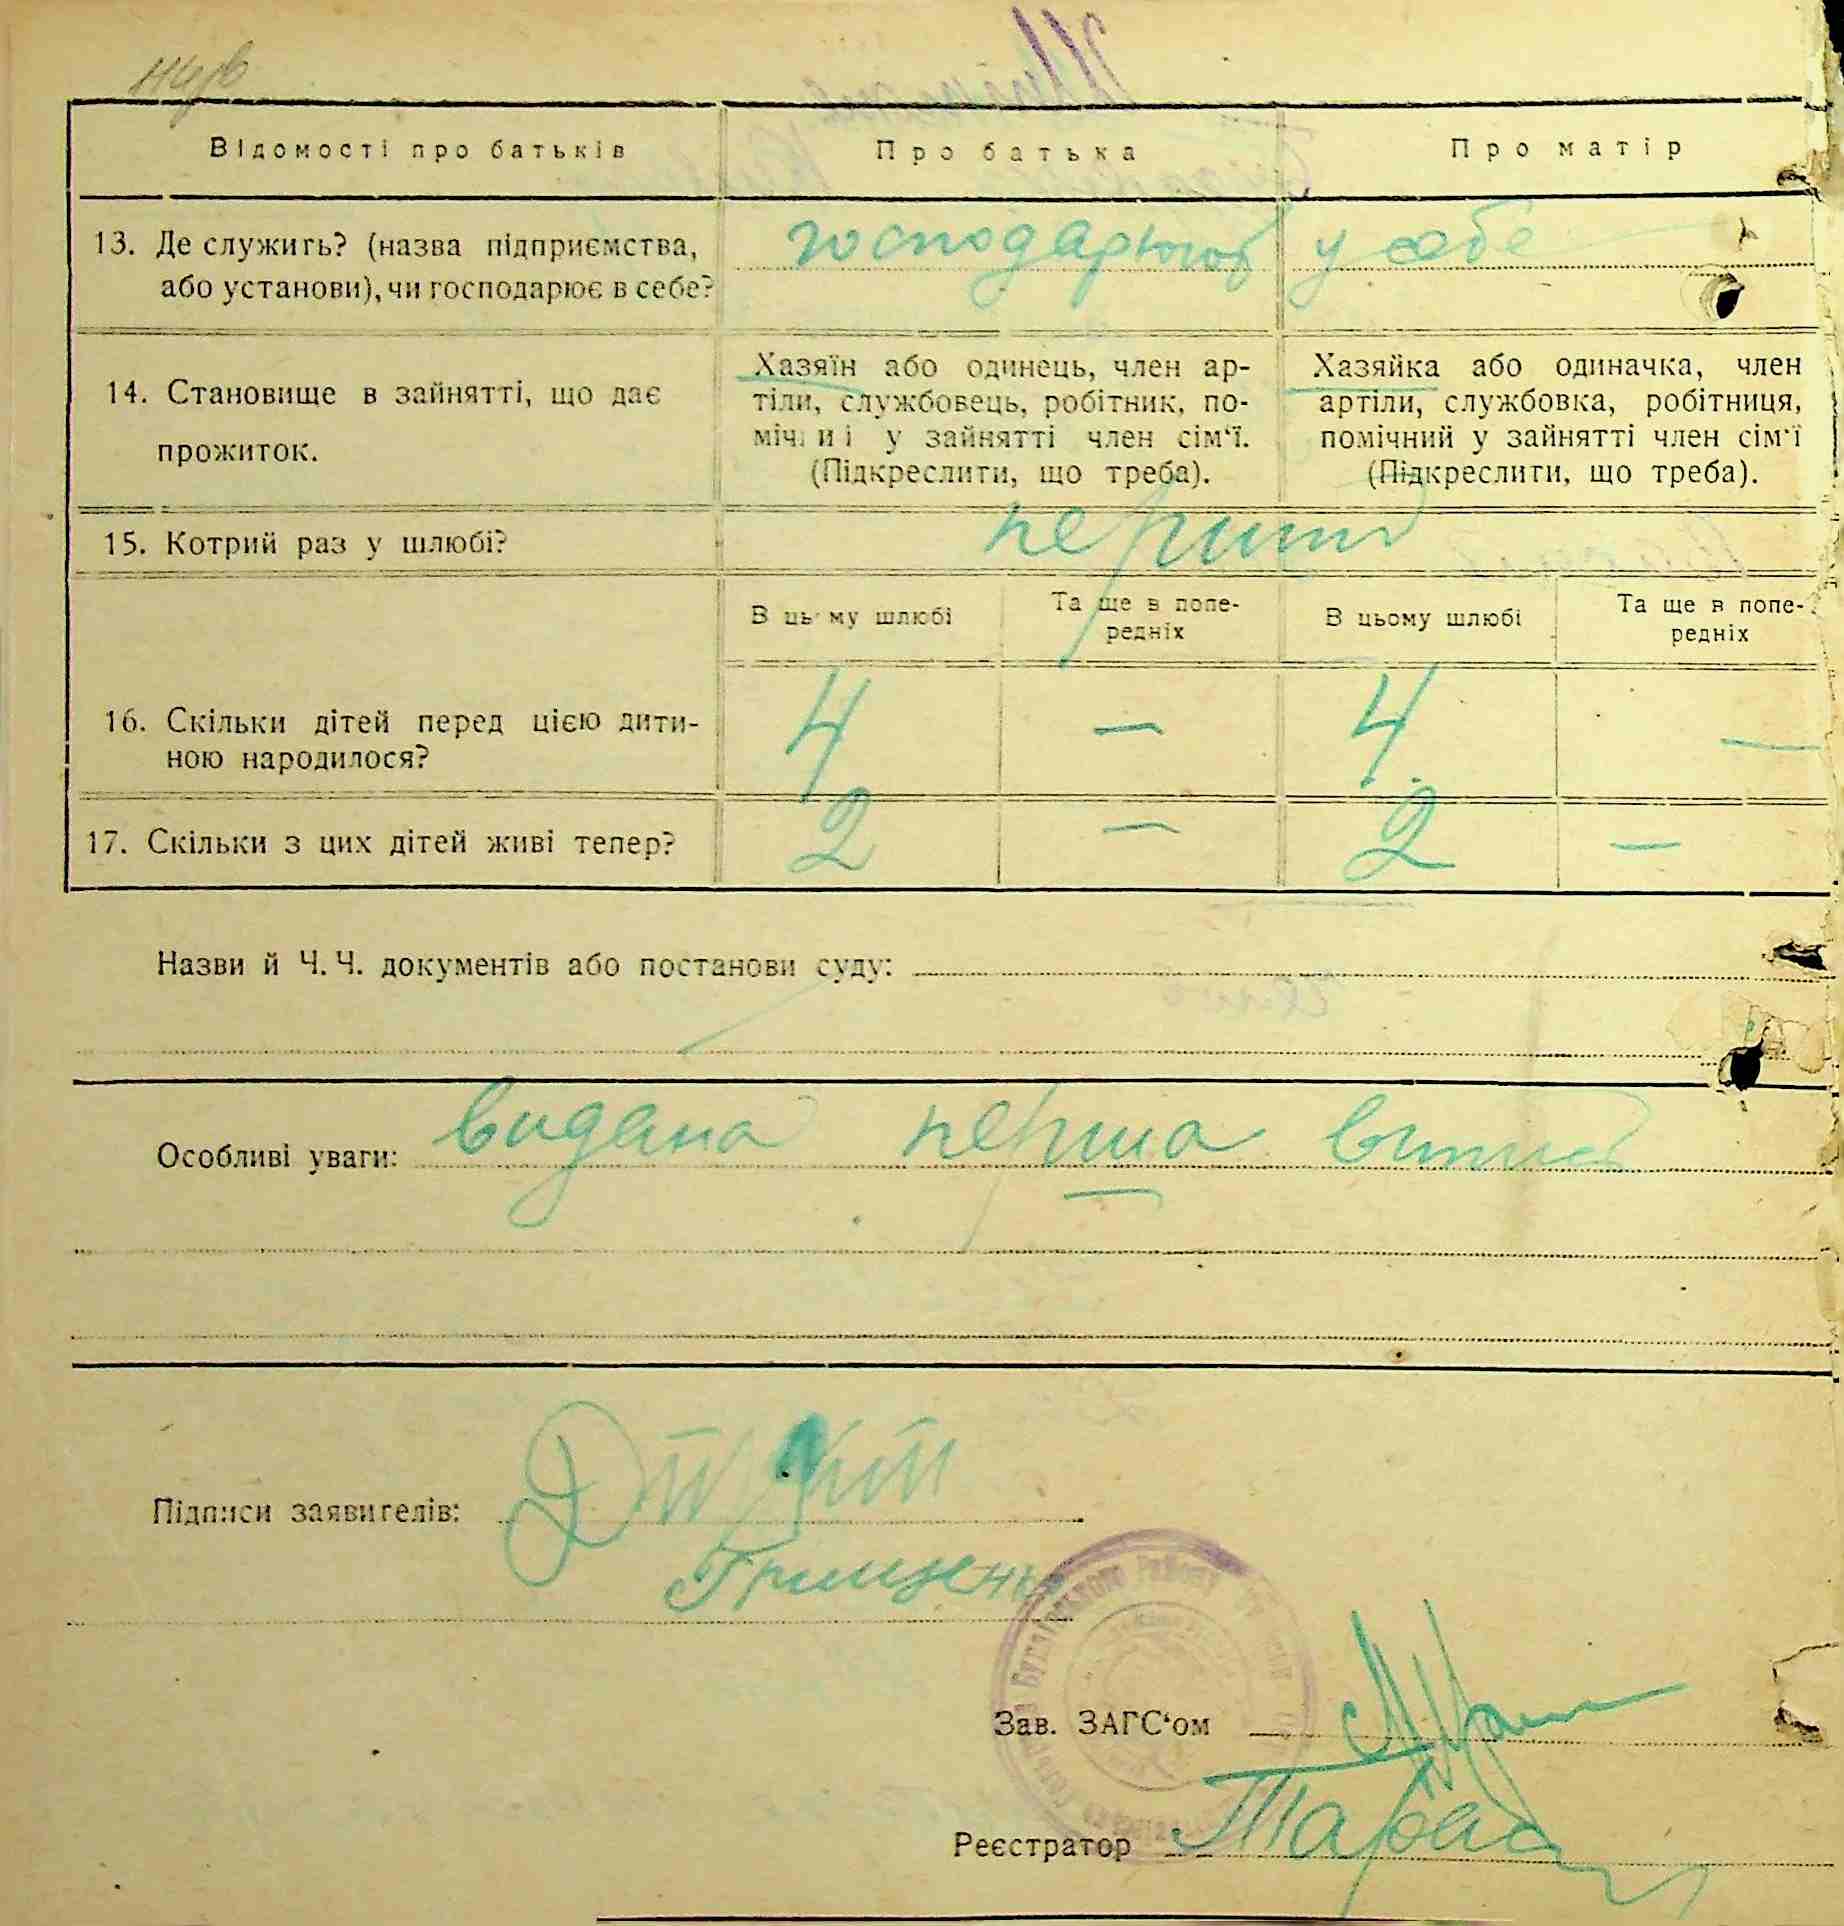 Відомості про батьків Про батька Про матір
13. Де служить? (назва підприємства, або установи), чи господарює в себе?
господарюють у себе
14. Становище в зайнятті, що дає прожиток.
Хазяїн або одинець, член ар-
тіли, службовець, робітник, по-
мічний у зайнятті член сім‘ї.
(Підкреслити, що треба).
Хазяйка або одиначка, член
артіли, службовка, робітниця,
помічний у зайнятті член сім‘ї
(Підкреслити, що треба).
15. Котрий раз у шлюбі?
перший
В цьому шлюбі Та ще в попе-
редніх
В цьому шлюбі Та ще в попе-
редніх
16. Скільки дітей перед цією дити-
ною народилося?
4 — 4 —
17. Скільки з цих дітей живі тепер? 2 — 2 —
Назви й Ч. Ч. документів або постанови суду:
Особливі уваги: видана перша
Підписи заявителів:
Грищенко
Зав. ЗАГС‘ом
Реєстратор